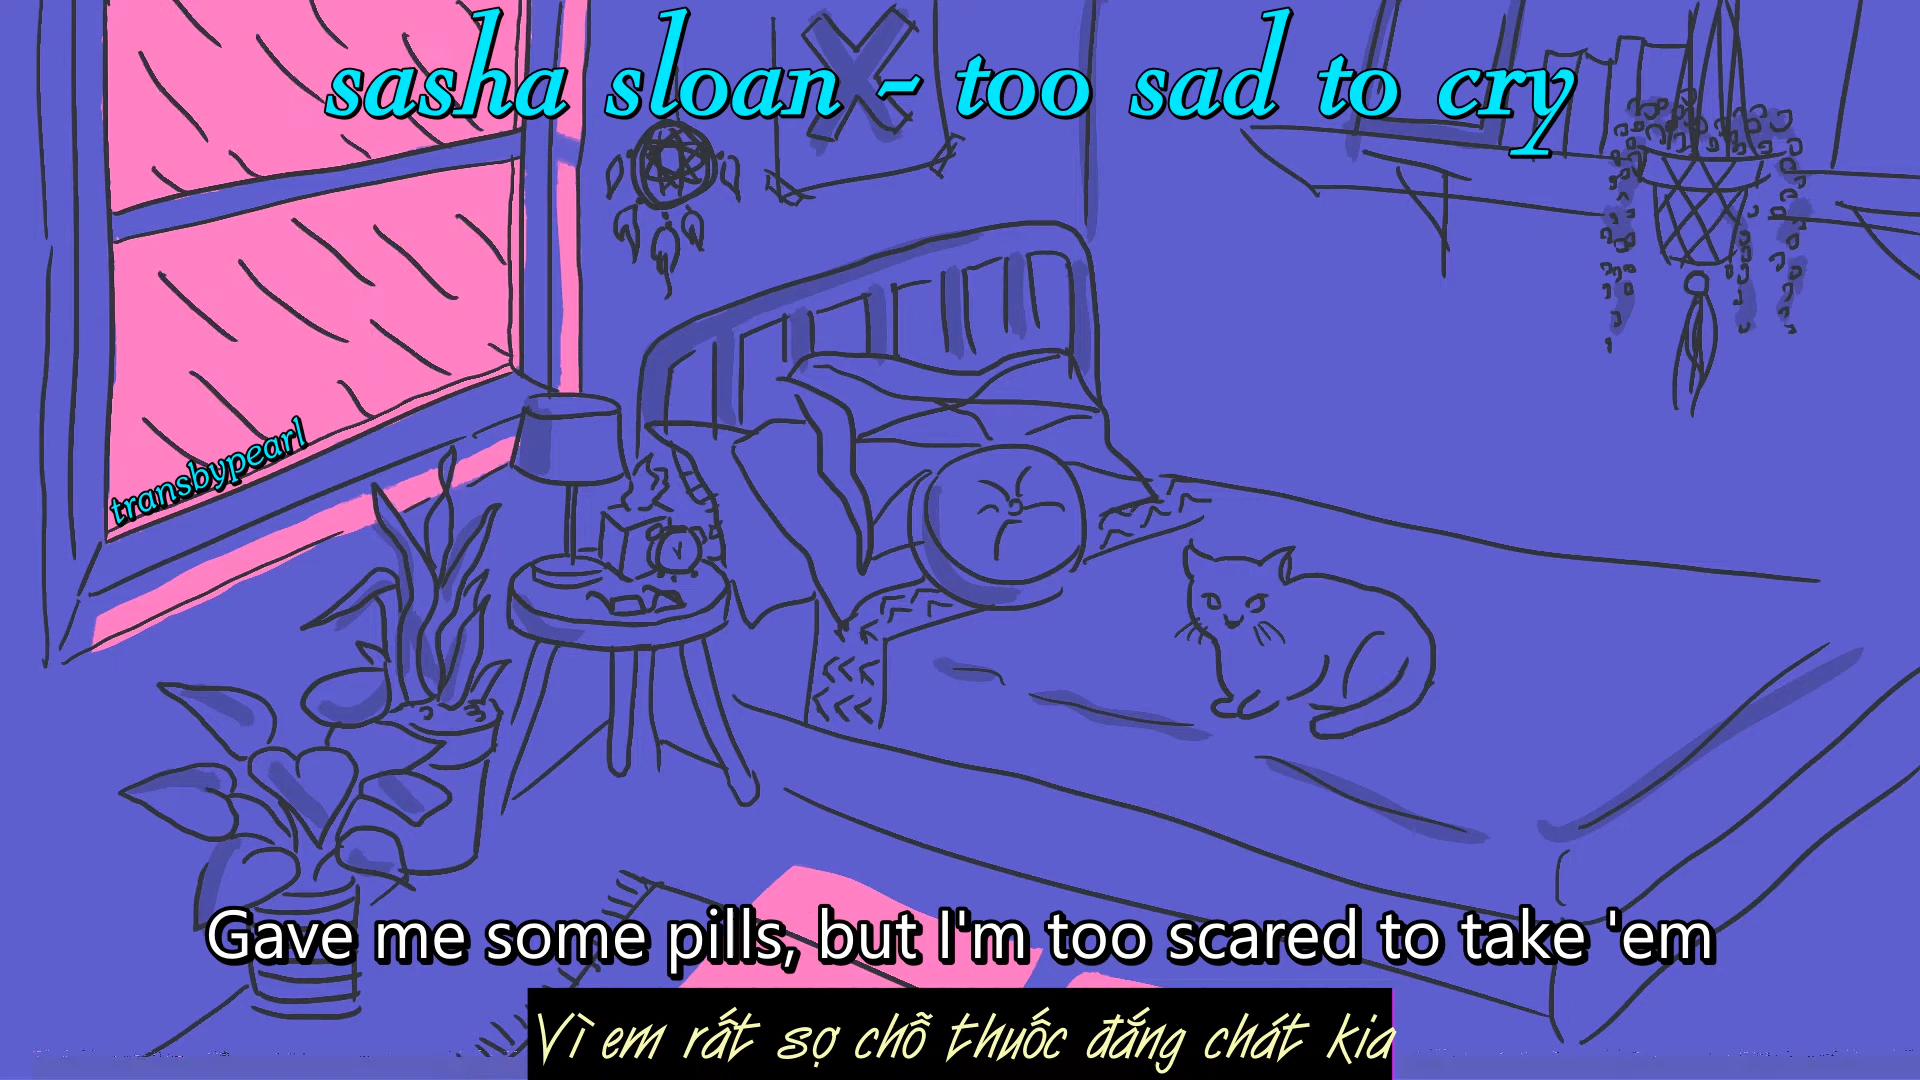 sasha sloan - too sad to cry
transbypearl
Gave me some pills, but I'm too scared to take 'em
Vì em rất sợ chỗ thuốc đắng chát kia